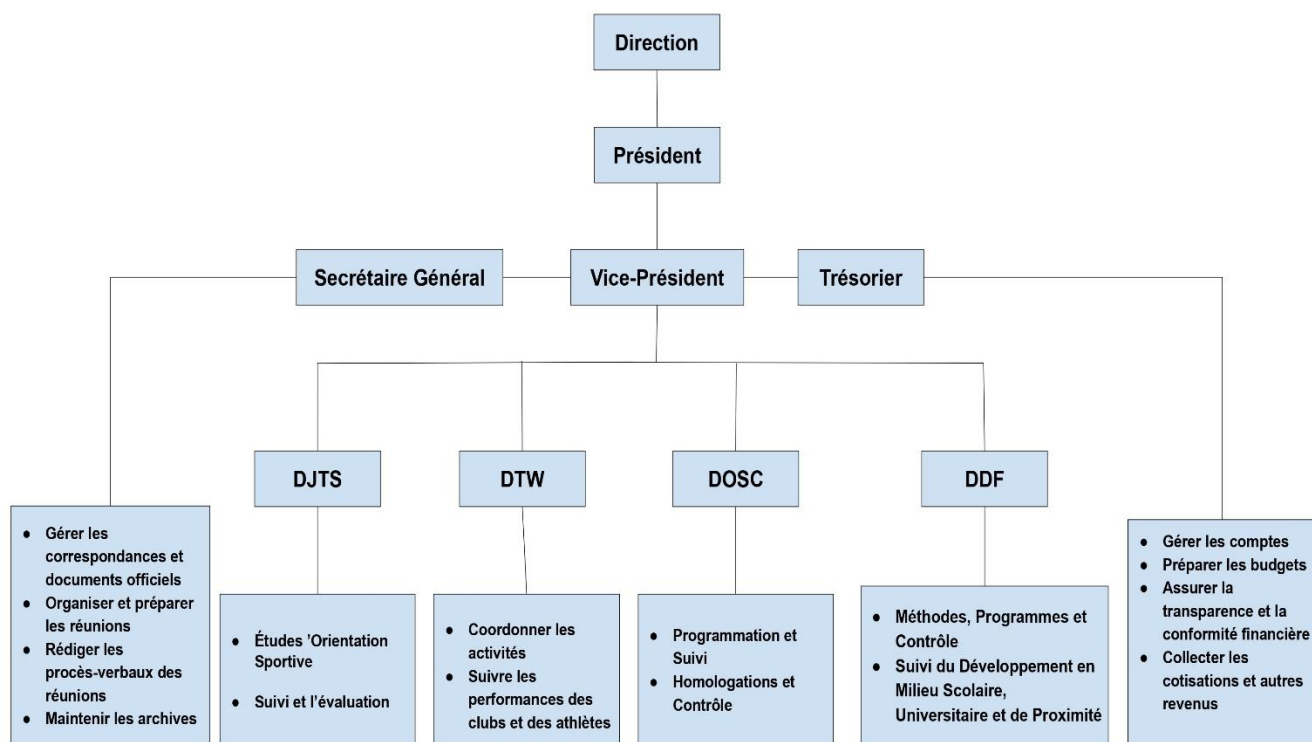 Direction
Président
Secrétaire Général
Vice-Président
Trésorier
DJTS
DTW
DOSC
DDF
● Gérer les
correspondances et
documents officiels
● Organiser et préparer
les réunions
● Rédiger les
procès-verbaux des
réunions
● Maintenir les archives
● Études ’Orientation
Sportive
● Suivi et l’évaluation
● Coordonner les
activités
● Suivre les
performances des
clubs et des athlètes
● Programmation et
Suivi
● Homologations et
Contrôle
● Méthodes, Programmes et
Contrôle
● Suivi du Développement en
Milieu Scolaire,
Universitaire et de Proximité
● Gérer les comptes
● Préparer les budgets
● Assurer la
transparence et la
conformité financière
● Collecter les
cotisations et autres
revenus